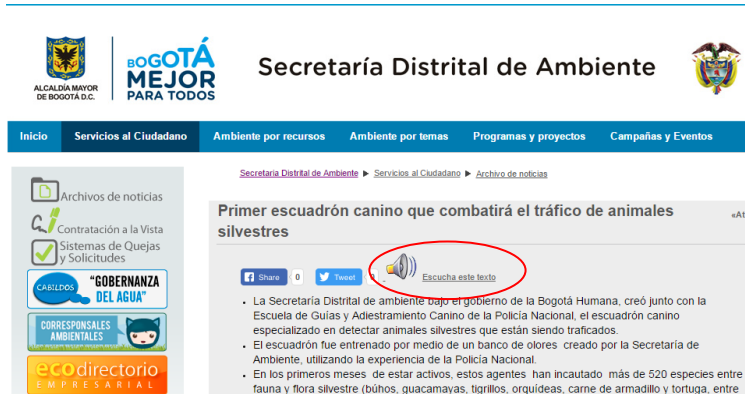 ALCALDÍA MAYOR
DE BOGOTÁ D.C.
BOGOTÁ
MEJOR
PARA TODOS
Secretaría Distrital de Ambiente
Inicio Servicios al Ciudadano Ambiente por recursos Ambiente por temas Programas y proyectos Campañas y Eventos
Secretaria Distrital de Ambiente ▶ Servicios al Ciudadano ▶ Archivo de noticias
Archivos de noticias
Contratación a la Vista
Sistemas de Quejas
y Solicitudes
CABILDOS "GOBERNANZA
DEL AGUA"
CORRESPONSALES
AMBIENTALES
ecodirectorio
EMPRESARIAL
Primer escuadrón canino que combatirá el tráfico de animales
silvestres
«At
Share 0 Tweet 0 Escucha este texto
• La Secretaría Distrital de ambiente bajo el gobierno de la Bogotá Humana, creó junto con la
Escuela de Guías y Adiestramiento Canino de la Policía Nacional, el escuadrón canino
especializado en detectar animales silvestres que están siendo traficados.
• El escuadrón fue entrenado por medio de un banco de olores creado por la Secretaría de
Ambiente, utilizando la experiencia de la Policía Nacional.
• En los primeros meses de estar activos, estos agentes han incautado más de 520 especies entre
fauna y flora silvestre (búhos, guacamayas, tigrillos, orquídeas, carne de armadillo y tortuga, entre